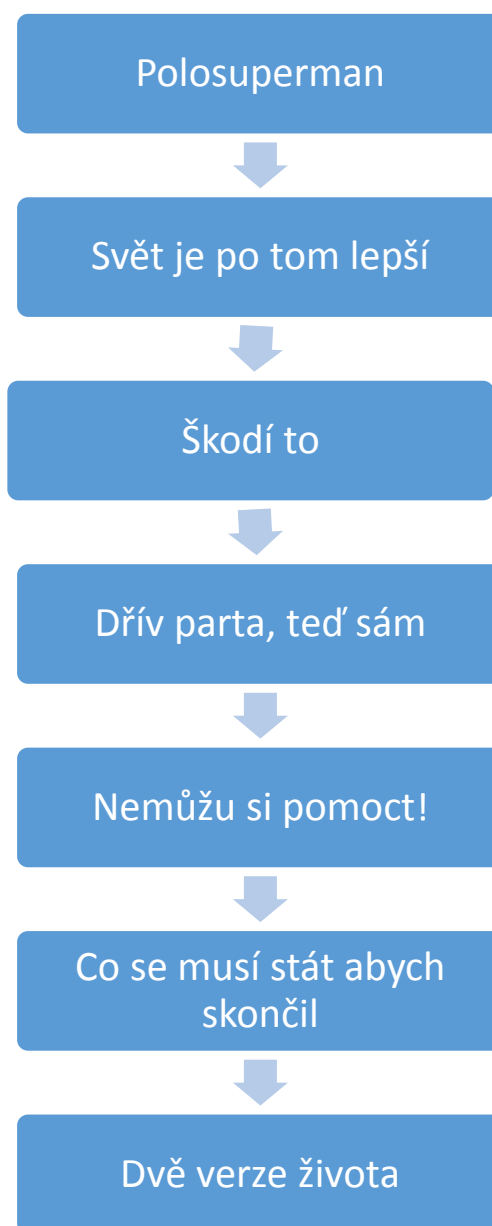 Polosuperman
Svět je po tom lepší
Škodí to
Dřív parta, teď sám
Nemůžu si pomoct!
Co se musí stát abych
skončil
Dvě verze života